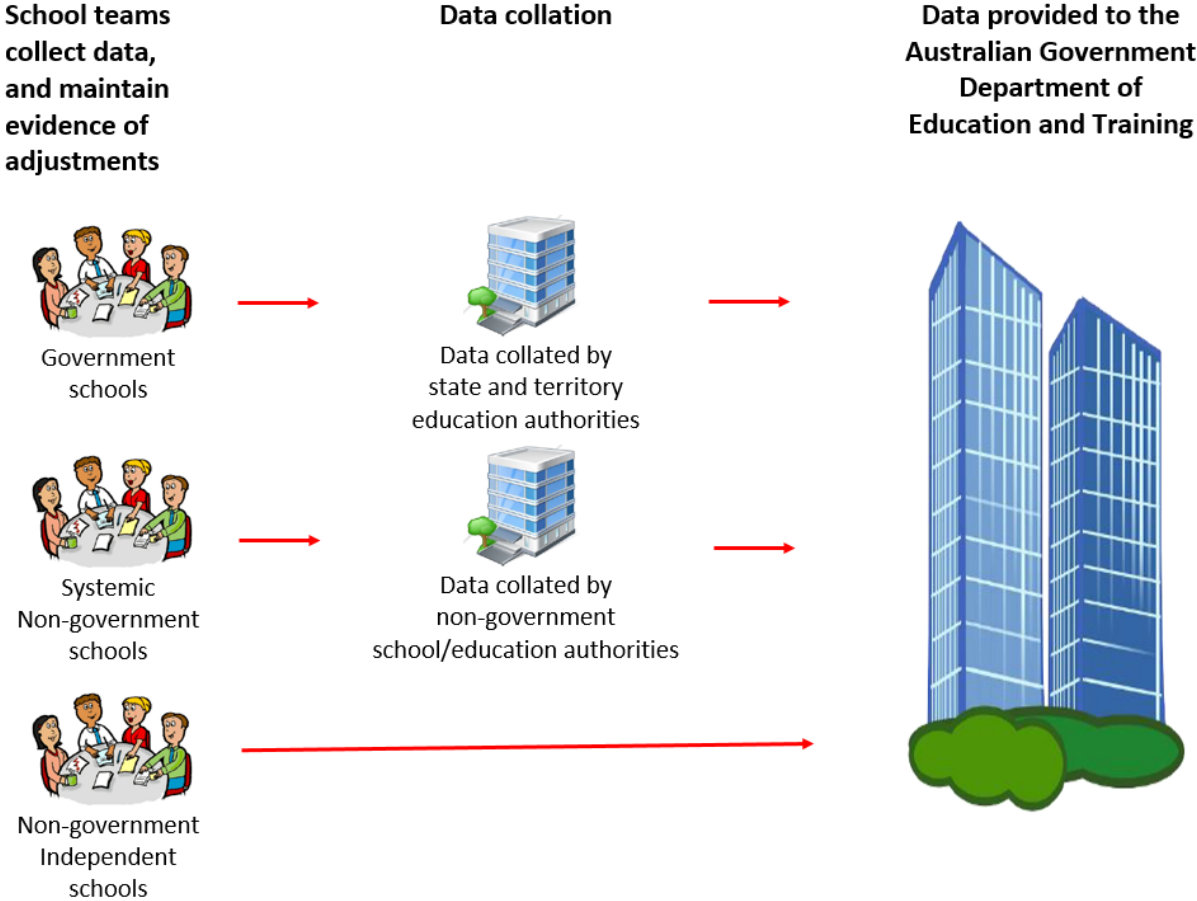 School teams
collect data,
and maintain
evidence of
adjustments
Data collation
Data provided to the
Australian Government
Department of
Education and Training
Government
schools
Data collated by
state and territory
education authorities
Systemic
Non-government
schools
Data collated by
non-government
school/education authorities
Non-government
Independent
schools